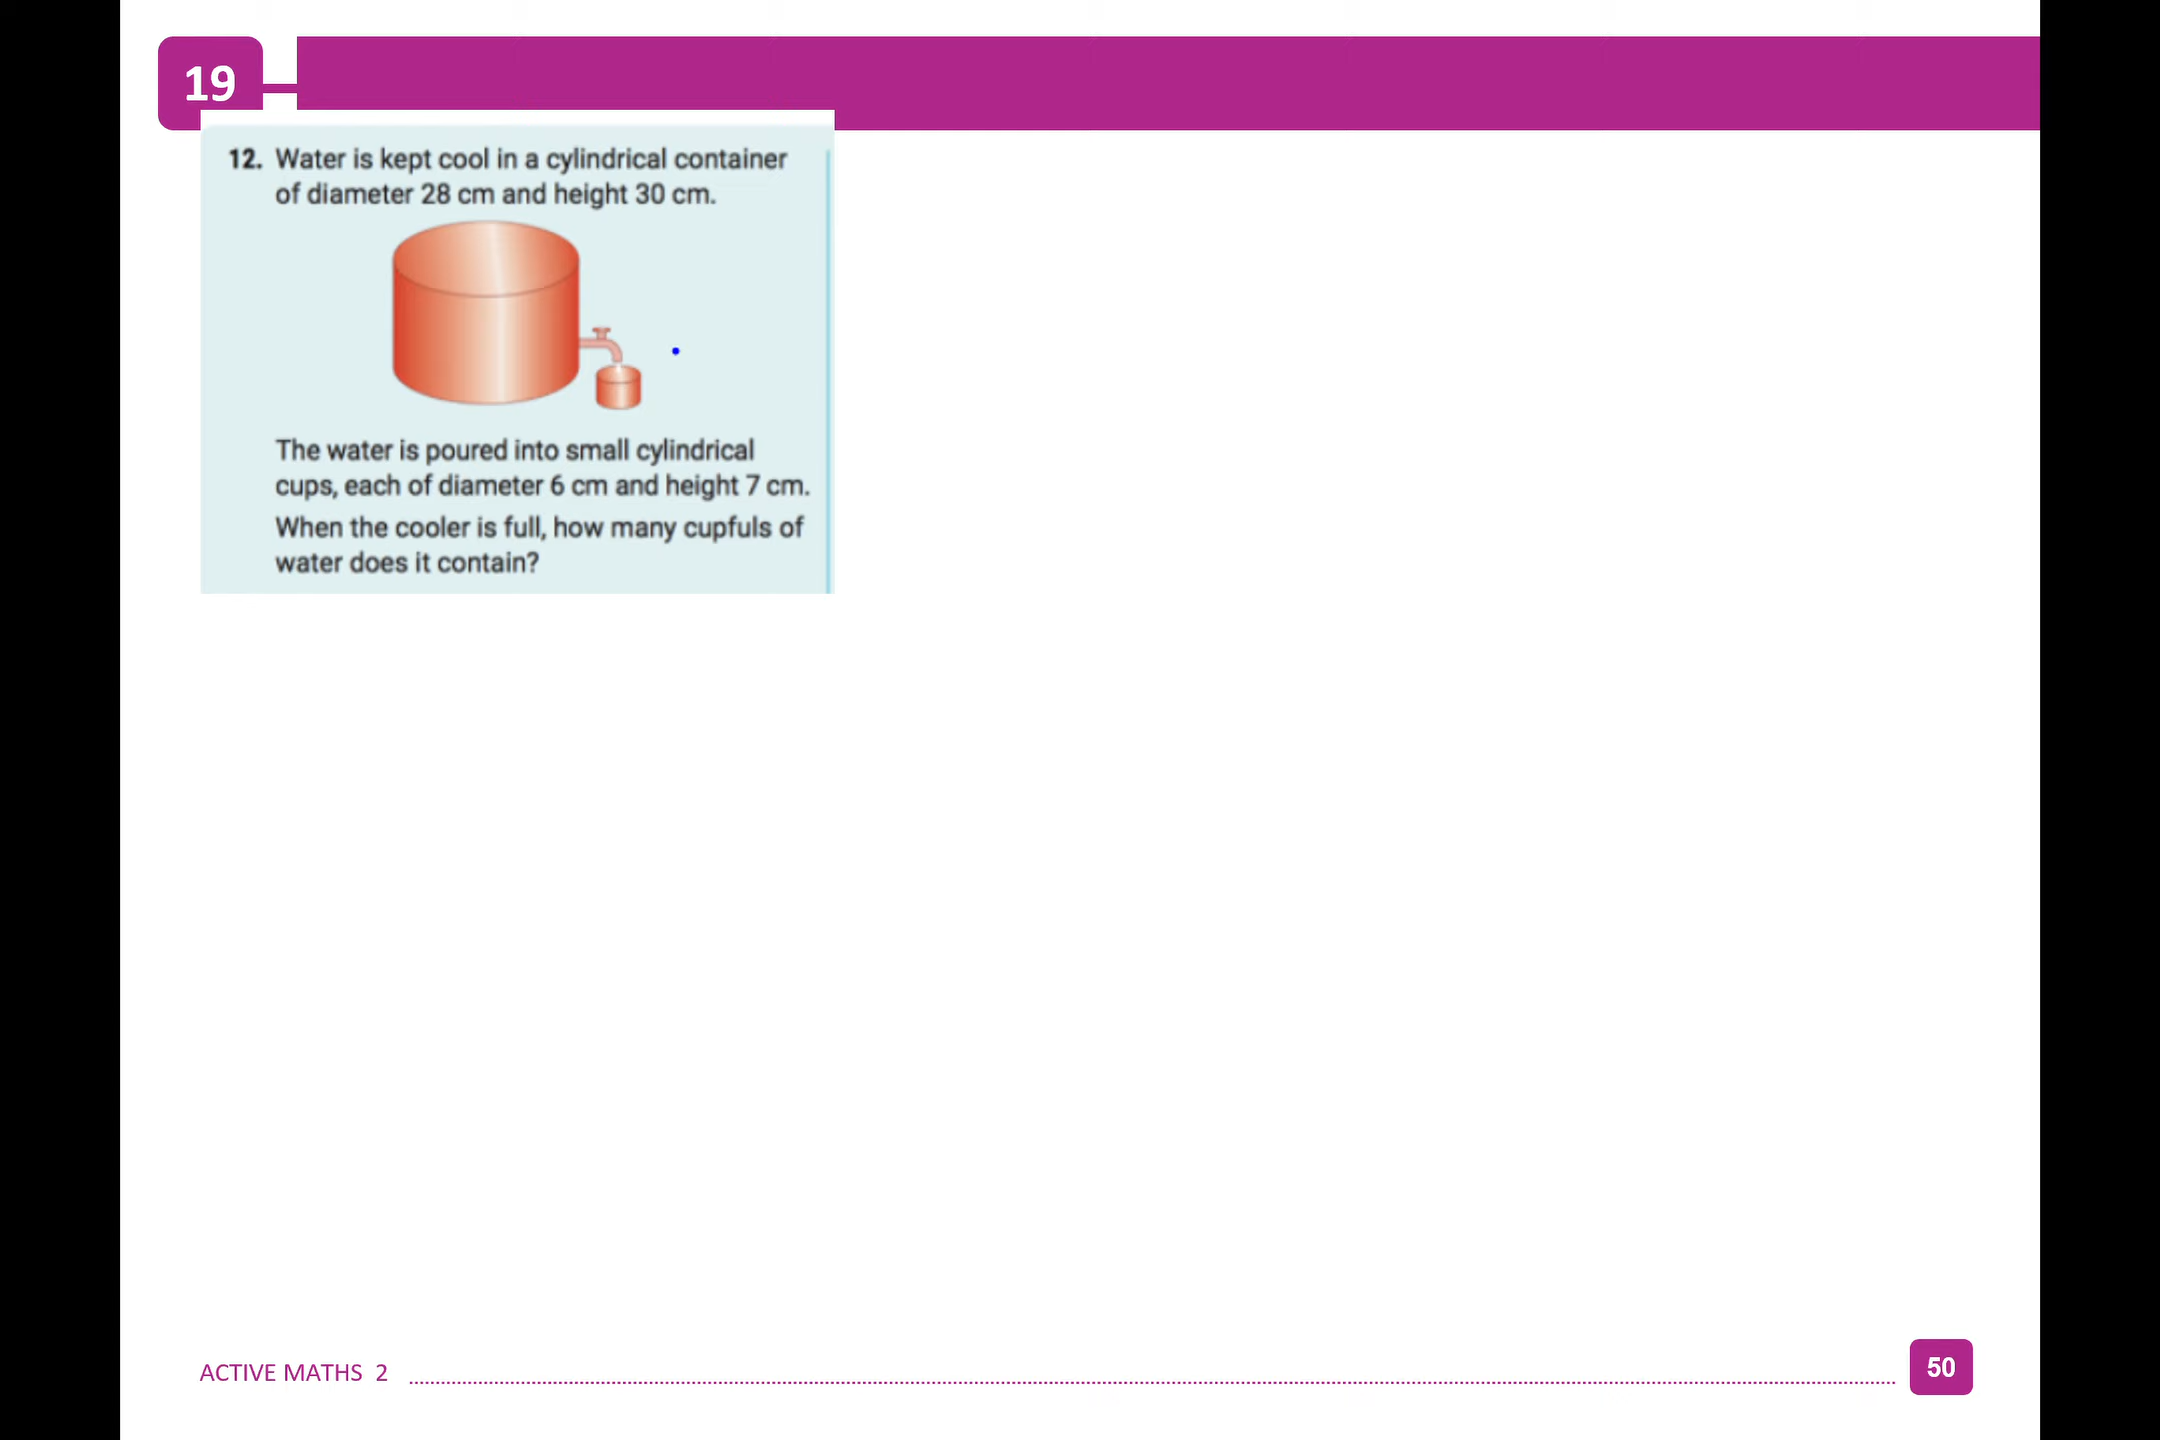 19
12. Water is kept cool in a cylindrical container
of diameter 28 cm and height 30 cm.
The water is poured into small cylindrical
cups, each of diameter 6 cm and height 7 cm.
When the cooler is full, how many cupfuls of
water does it contain?
ACTIVE MATHS 2
50